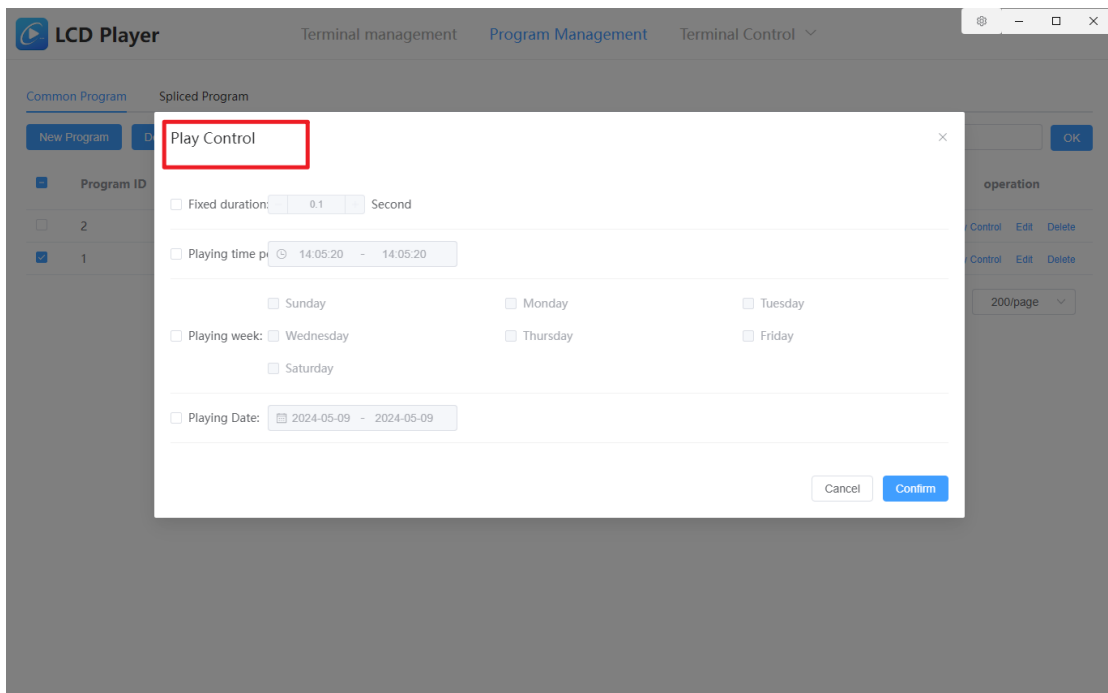 LCD Player
Terminal management Program Management Terminal Control
Common Program Spliced Program
New Program OK
Play Control
Program ID operation
Fixed duration: 0.1 Second
2 Control Edit Delete
Playing time 14:05:20 - 14:05:20
1 Control Edit Delete
Sunday Monday Tuesday
200/page
Playing week: Wednesday Thursday Friday
Saturday
Playing Date: 2024-05-09 - 2024-05-09
Cancel Confirm